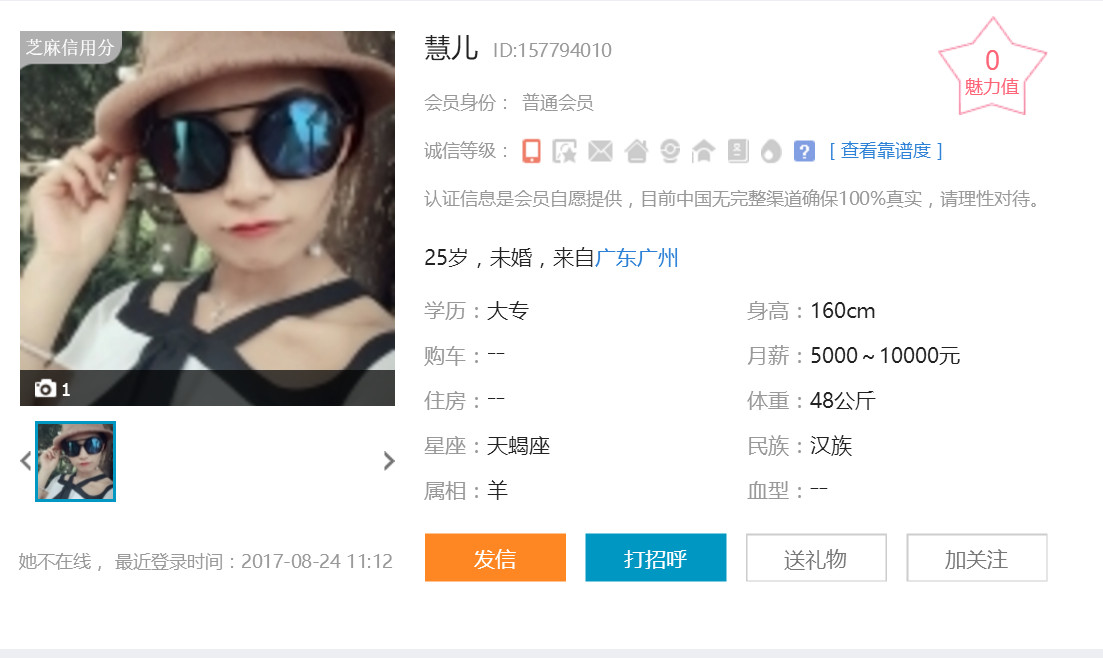 芝麻信用分
慧儿 ID:157794010
0
魅力值
会员身份： 普通会员
诚信等级： ? [ 查看靠谱度 ]
认证信息是会员自愿提供，目前中国无完整渠道确保100%真实，请理性对待。
25岁，未婚，来自广东广州
学历：大专 身高：160cm
购车：-- 月薪：5000～10000元
住房：-- 体重：48公斤
星座：天蝎座 民族：汉族
属相：羊 血型：--
1
她不在线， 最近登录时间：2017-08-24 11:12
发信 打招呼 送礼物 加关注